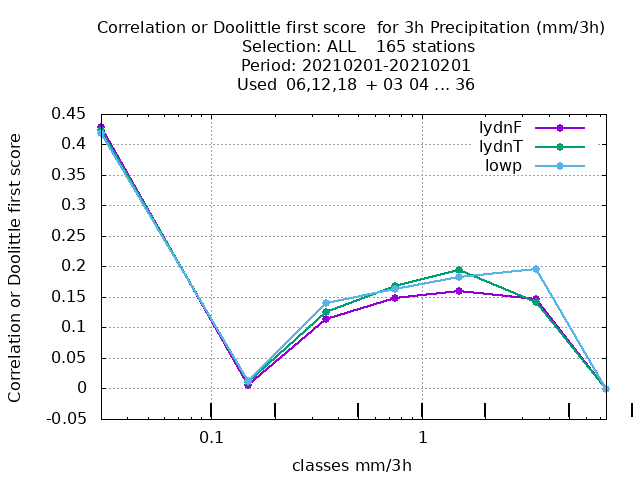 Correlation or Doolittle first score  for 3h Precipitation (mm/3h)
Selection: ALL    165 stations
Period: 20210201-20210201
Used  06,12,18  + 03 04 ... 36
Correlation or Doolittle first score
0.45
0.4
0.35
0.3
0.25
0.2
0.15
0.1
0.05
0
-0.05
lydnF
lydnT
lowp
0.1
1
classes mm/3h